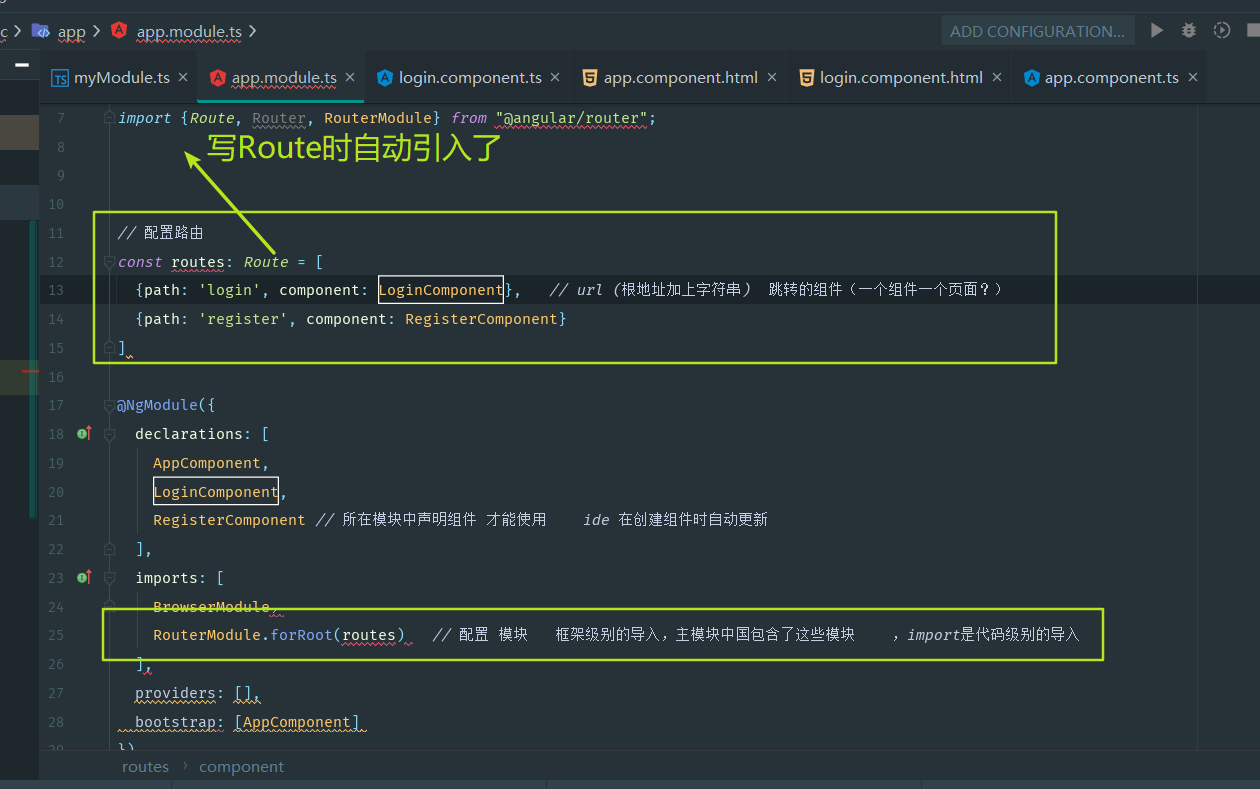 c > app > app.module.ts >
ADD CONFIGURATION...
myModule.ts × app.module.ts × login.component.ts × app.component.html × login.component.html × app.component.ts ×
7 import {Route, Router, RouterModule} from "@angular/router";
写Route时自动引入了
8
9
10
11 // 配置路由
12 const routes: Route = [
13 {path: 'login', component: LoginComponent}, // url (根地址加上字符串) 跳转的组件(一个组件一个页面?)
14 {path: 'register', component: RegisterComponent}
15 ]
16
17 @NgModule({
18 declarations: [
19 AppComponent,
20 LoginComponent,
21 RegisterComponent // 所在模块中声明组件 才能使用 ide 在创建组件时自动更新
22 ],
23 imports: [
24 BrowserModule,
25 RouterModule.forRoot(routes) // 配置 模块 框架级别的导入,主模块中国包含了这些模块 ,import是代码级别的导入
26 ],
27 providers: [],
28 bootstrap: [AppComponent]
29 })
routes > component